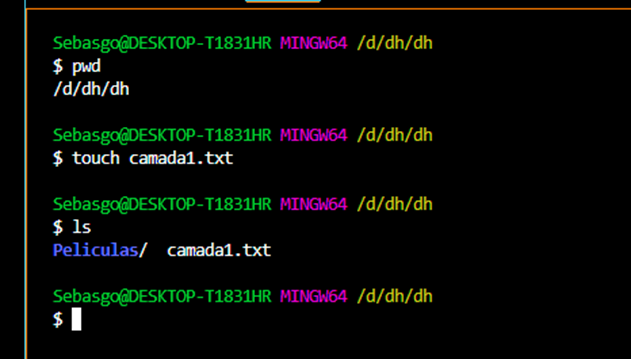 Sebasgo@DESKTOP-T1831HR MINGW64 /d/dh/dh
$ pwd
/d/dh/dh
Sebasgo@DESKTOP-T1831HR MINGW64 /d/dh/dh
$ touch camada1.txt
Sebasgo@DESKTOP-T1831HR MINGW64 /d/dh/dh
$ ls
Peliculas/  camada1.txt
Sebasgo@DESKTOP-T1831HR MINGW64 /d/dh/dh
$